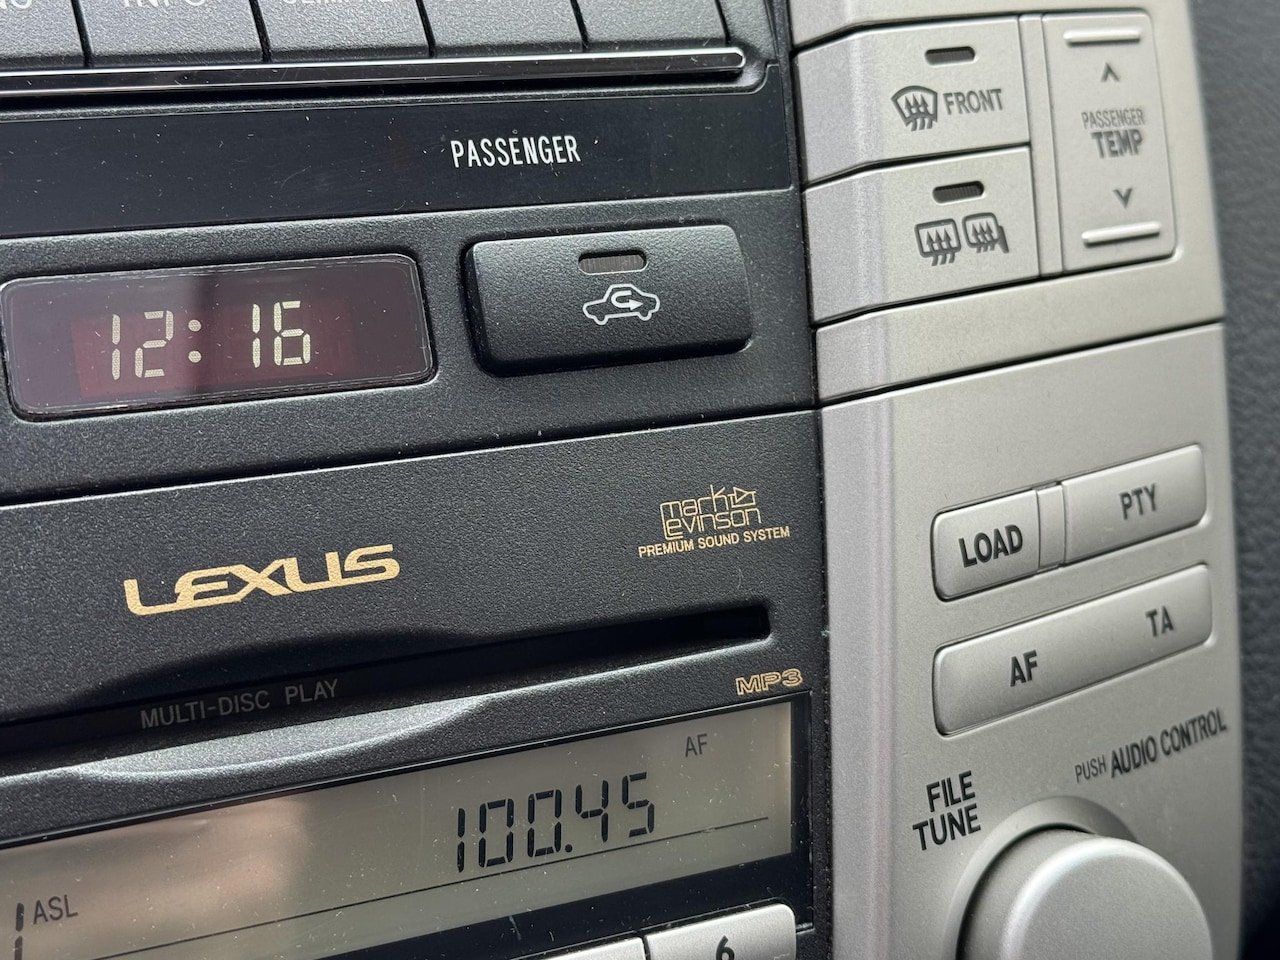 INFO
PASSENGER
FRONT
PASSENGER
TEMP
12:16
mark
levinson
PREMIUM SOUND SYSTEM
LEXUS
LOAD
PTY
AF
TA
MULTI-DISC PLAY
MP3
AF
100.45
PUSH AUDIO CONTROL
FILE
TUNE
ASL
6